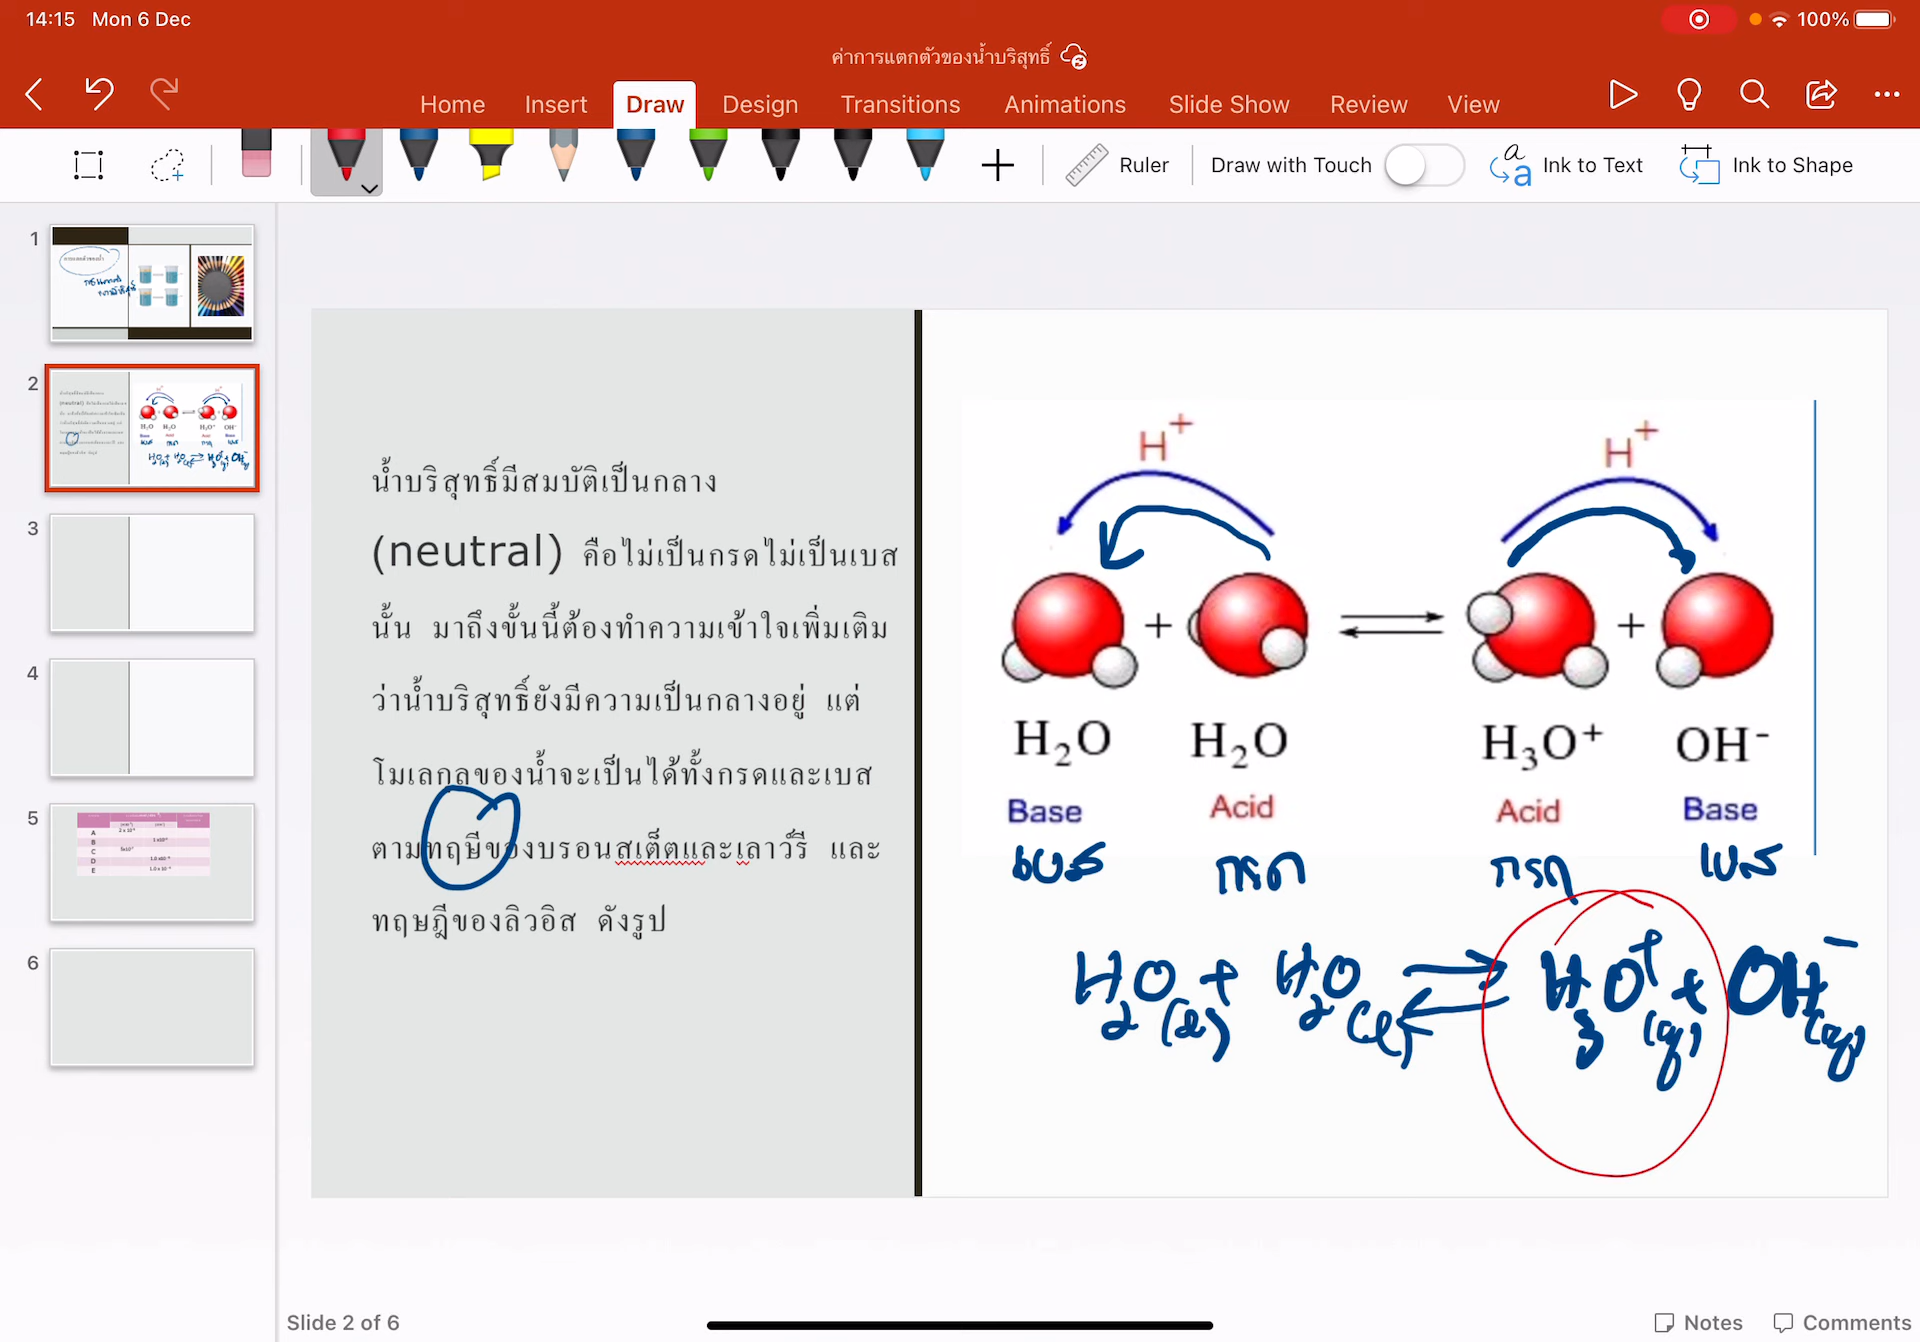 14:15 Mon 6 Dec
100%
ค่าการแตกตัวของน้ำบริสุทธิ์
Home Insert Draw Design Transitions Animations Slide Show Review View
Ruler Draw with Touch Ink to Text Ink to Shape
1
2
3
4
5
6
น้ำบริสุทธิ์มีสมบัติเป็นกลาง
(neutral) คือไม่เป็นกรดไม่เป็นเบส
นั้น มาถึงขั้นนี้ต้องทำความเข้าใจเพิ่มเติม
ว่าน้ำบริสุทธิ์ยังมีความเป็นกลางอยู่ แต่
โมเลกุลของน้ำจะเป็นได้ทั้งกรดและเบส
ตามทฤษีของบรอนสเต็ตและเลาว์รี และ
ทฤษฎีของลิวอิส ดังรูป
H⁺ H⁺
+ +
H₂O H₂O H₃O⁺ OH⁻
Base Acid Acid Base
เบส กรด กรด เบส
H₂O(l) + H₂O(l) ⇌ H₃O⁺(aq) + OH⁻(aq)
Slide 2 of 6
Notes Comments